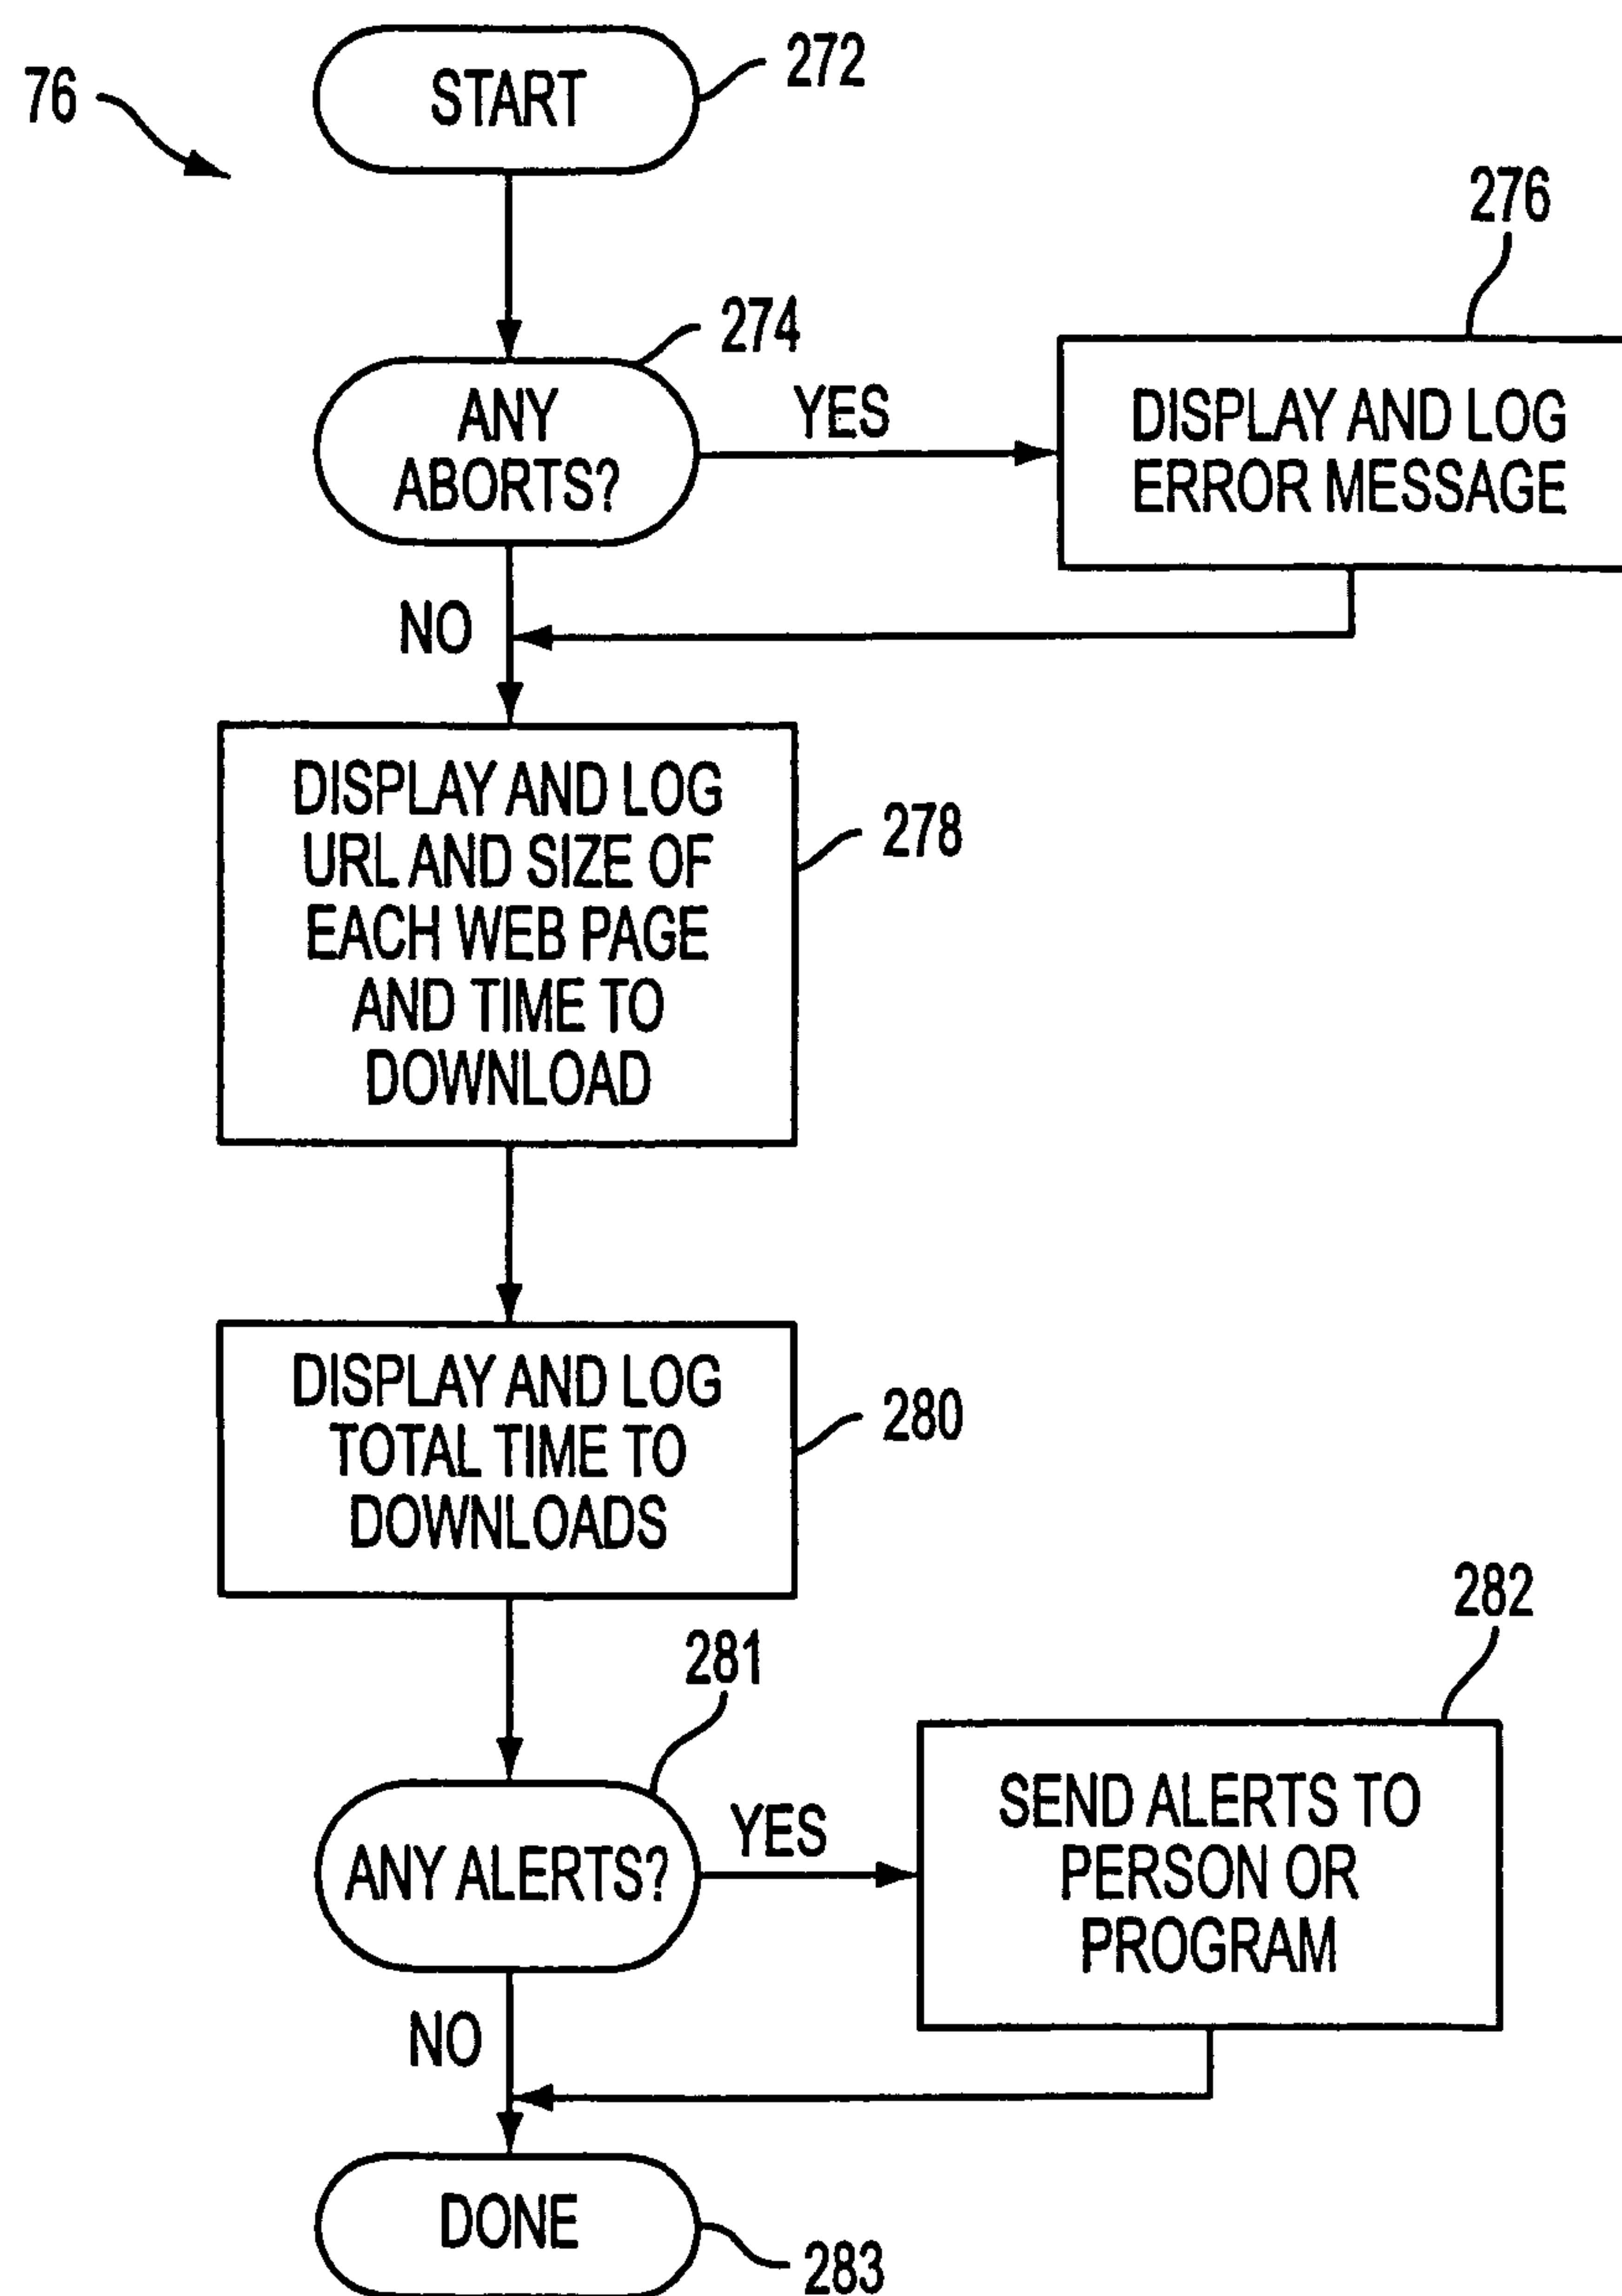 76
START
272
274
ANY
ABORTS?
YES
276
DISPLAY AND LOG
ERROR MESSAGE
NO
DISPLAY AND LOG
URL AND SIZE OF
EACH WEB PAGE
AND TIME TO
DOWNLOAD
278
DISPLAY AND LOG
TOTAL TIME TO
DOWNLOADS
280
281
ANY ALERTS?
YES
282
SEND ALERTS TO
PERSON OR
PROGRAM
NO
DONE
283